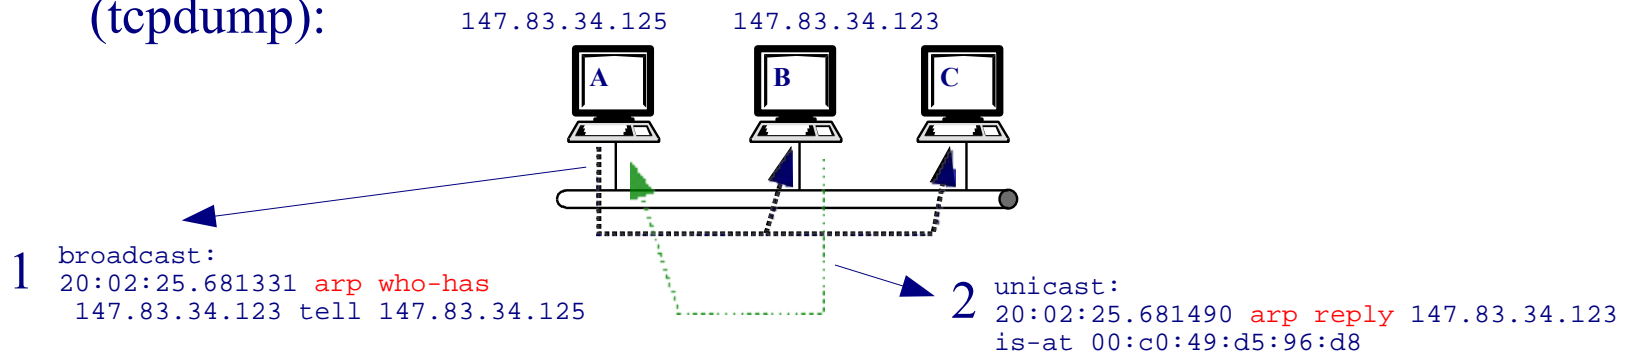 (tcpdump):
147.83.34.125 147.83.34.123
A B C
1 broadcast:
20:02:25.681331 arp who-has
147.83.34.123 tell 147.83.34.125
2 unicast:
20:02:25.681490 arp reply 147.83.34.123
is-at 00:c0:49:d5:96:d8